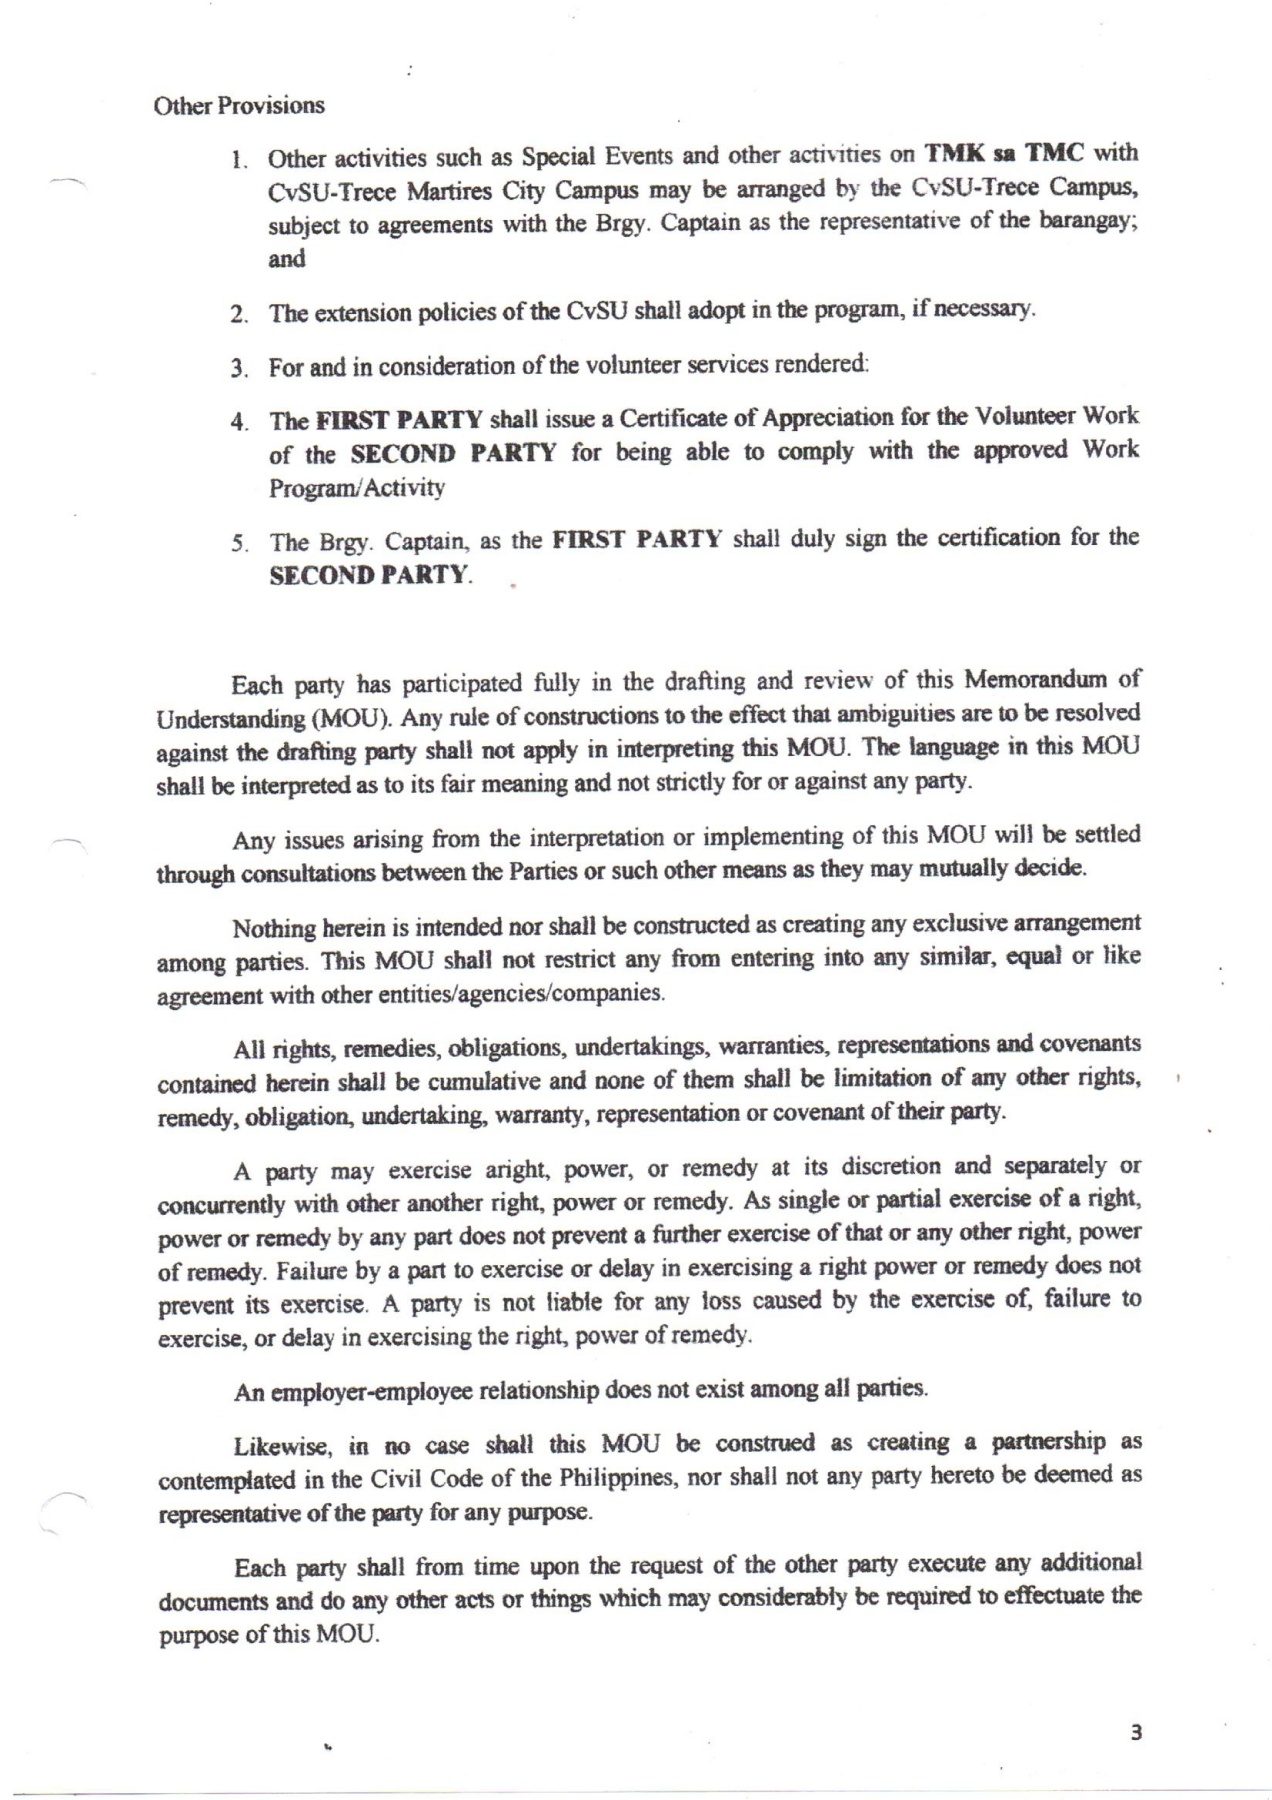 Other Provisions
1. Other activities such as Special Events and other activities on TMK sa TMC with
CvSU-Trece Martires City Campus may be arranged by the CvSU-Trece Campus,
subject to agreements with the Brgy. Captain as the representative of the barangay;
and
2. The extension policies of the CvSU shall adopt in the program, if necessary.
3. For and in consideration of the volunteer services rendered:
4. The FIRST PARTY shall issue a Certificate of Appreciation for the Volunteer Work
of the SECOND PARTY for being able to comply with the approved Work
Program/Activity
5. The Brgy. Captain, as the FIRST PARTY shall duly sign the certification for the
SECOND PARTY.
Each party has participated fully in the drafting and review of this Memorandum of
Understanding (MOU). Any rule of constructions to the effect that ambiguities are to be resolved
against the drafting party shall not apply in interpreting this MOU. The language in this MOU
shall be interpreted as to its fair meaning and not strictly for or against any party.
Any issues arising from the interpretation or implementing of this MOU will be settled
through consultations between the Parties or such other means as they may mutually decide.
Nothing herein is intended nor shall be constructed as creating any exclusive arrangement
among parties. This MOU shall not restrict any from entering into any similar, equal or like
agreement with other entities/agencies/companies.
All rights, remedies, obligations, undertakings, warranties, representations and covenants
contained herein shall be cumulative and none of them shall be limitation of any other rights,
remedy, obligation, undertaking, warranty, representation or covenant of their party.
A party may exercise aright, power, or remedy at its discretion and separately or
concurrently with other another right, power or remedy. As single or partial exercise of a right,
power or remedy by any part does not prevent a further exercise of that or any other right, power
of remedy. Failure by a part to exercise or delay in exercising a right power or remedy does not
prevent its exercise. A party is not liable for any loss caused by the exercise of, failure to
exercise, or delay in exercising the right, power of remedy.
An employer-employee relationship does not exist among all parties.
Likewise, in no case shall this MOU be construed as creating a partnership as
contemplated in the Civil Code of the Philippines, nor shall not any party hereto be deemed as
representative of the party for any purpose.
Each party shall from time upon the request of the other party execute any additional
documents and do any other acts or things which may considerably be required to effectuate the
purpose of this MOU.
3